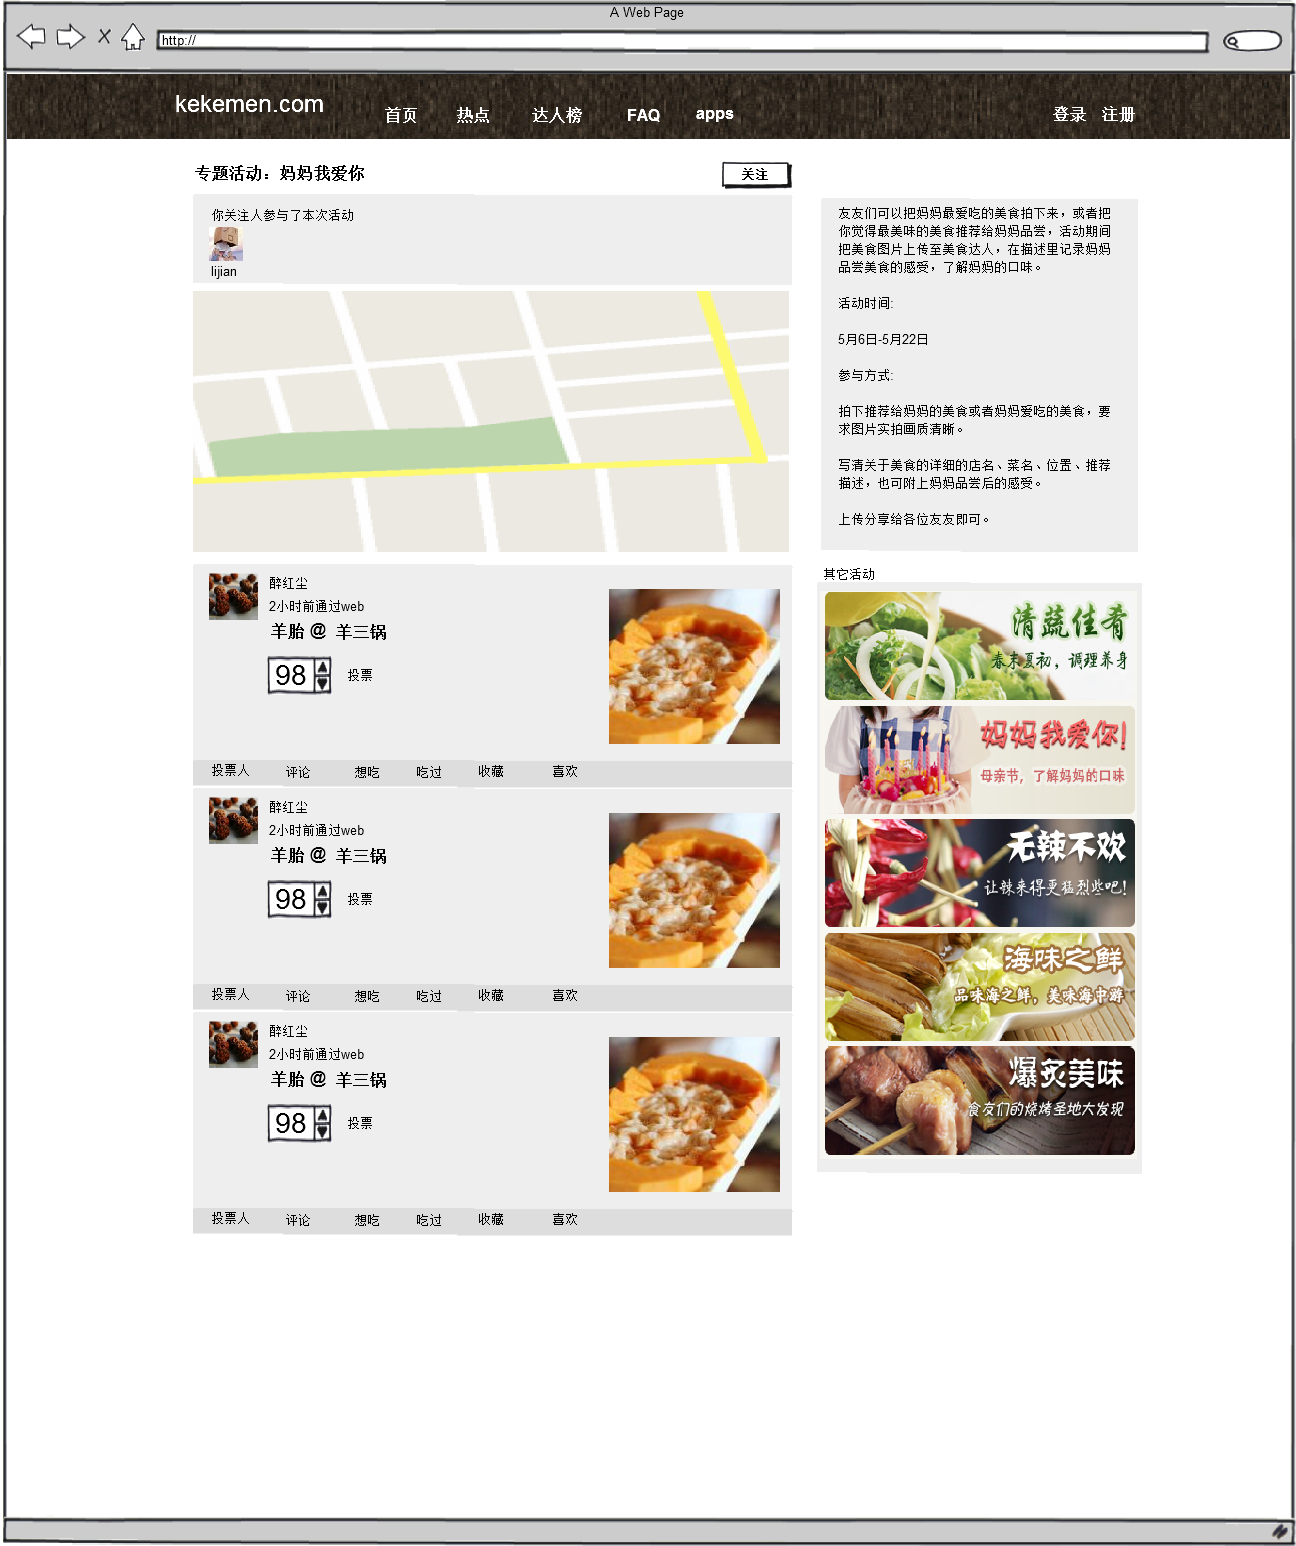 A Web Page
http://
kekemen.com
首页 热点 达人榜 FAQ apps
登录 注册
专题活动：妈妈我爱你
关注
你关注人参与了本次活动
lijian
友友们可以把妈妈最爱吃的美食拍下来，或者把
你觉得最美味的美食推荐给妈妈品尝，活动期间
把美食图片上传至美食达人，在描述里记录妈妈
品尝美食的感受，了解妈妈的口味。
活动时间:
5月6日-5月22日
参与方式:
拍下推荐给妈妈的美食或者妈妈爱吃的美食，要
求图片实拍画质清晰。
写清关于美食的详细的店名、菜名、位置、推荐
描述，也可附上妈妈品尝后的感受。
上传分享给各位友友即可。
醉红尘
2小时前通过web
羊胎 @ 羊三锅
98 投票
投票人 评论 想吃 吃过 收藏 喜欢
醉红尘
2小时前通过web
羊胎 @ 羊三锅
98 投票
投票人 评论 想吃 吃过 收藏 喜欢
醉红尘
2小时前通过web
羊胎 @ 羊三锅
98 投票
投票人 评论 想吃 吃过 收藏 喜欢
其它活动
清蔬佳肴
春末夏初，调理养身
妈妈我爱你!
母亲节，了解妈妈的口味
无辣不欢
让辣来得更猛烈些吧!
海味之鲜
品味海之鲜，美味海中游
爆炙美味
食友们的烧烤圣地大发现